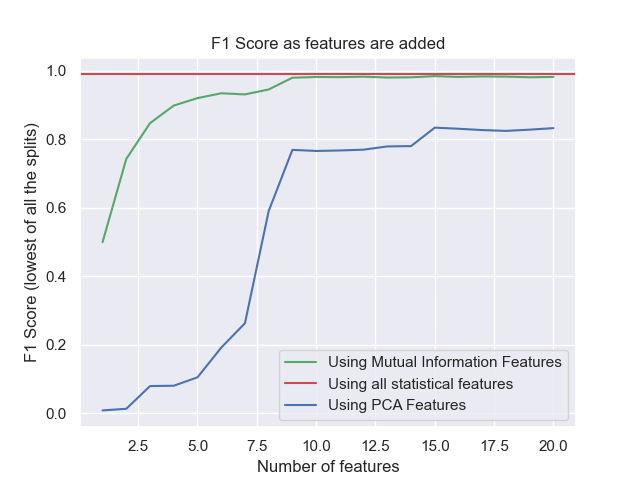 F1 Score as features are added
F1 Score (lowest of all the splits)
1.0
0.8
0.6
0.4
0.2
0.0
Using Mutual Information Features
Using all statistical features
Using PCA Features
2.5 5.0 7.5 10.0 12.5 15.0 17.5 20.0
Number of features